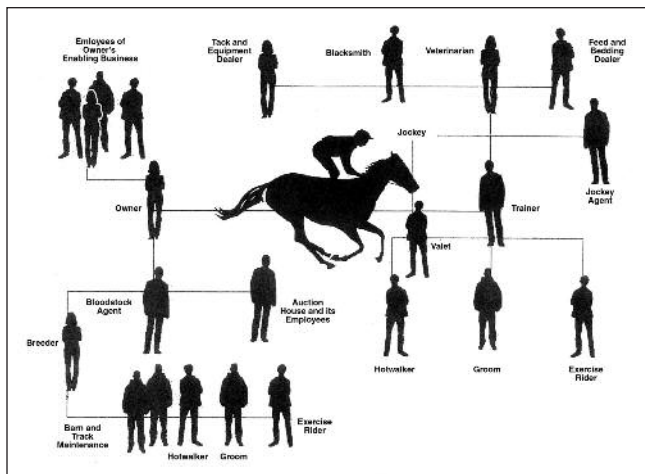 Emloyees of
Owner's
Enabling Business
Tack and
Equipment
Dealer
Blacksmith
Veterinarian
Feed and
Bedding
Dealer
Jockey
Jockey
Agent
Owner
Trainer
Valet
Bloodstock
Agent
Auction
House and its
Employees
Breeder
Hotwalker
Groom
Exercise
Rider
Barn and
Track
Maintenance
Hotwalker
Groom
Exercise
Rider